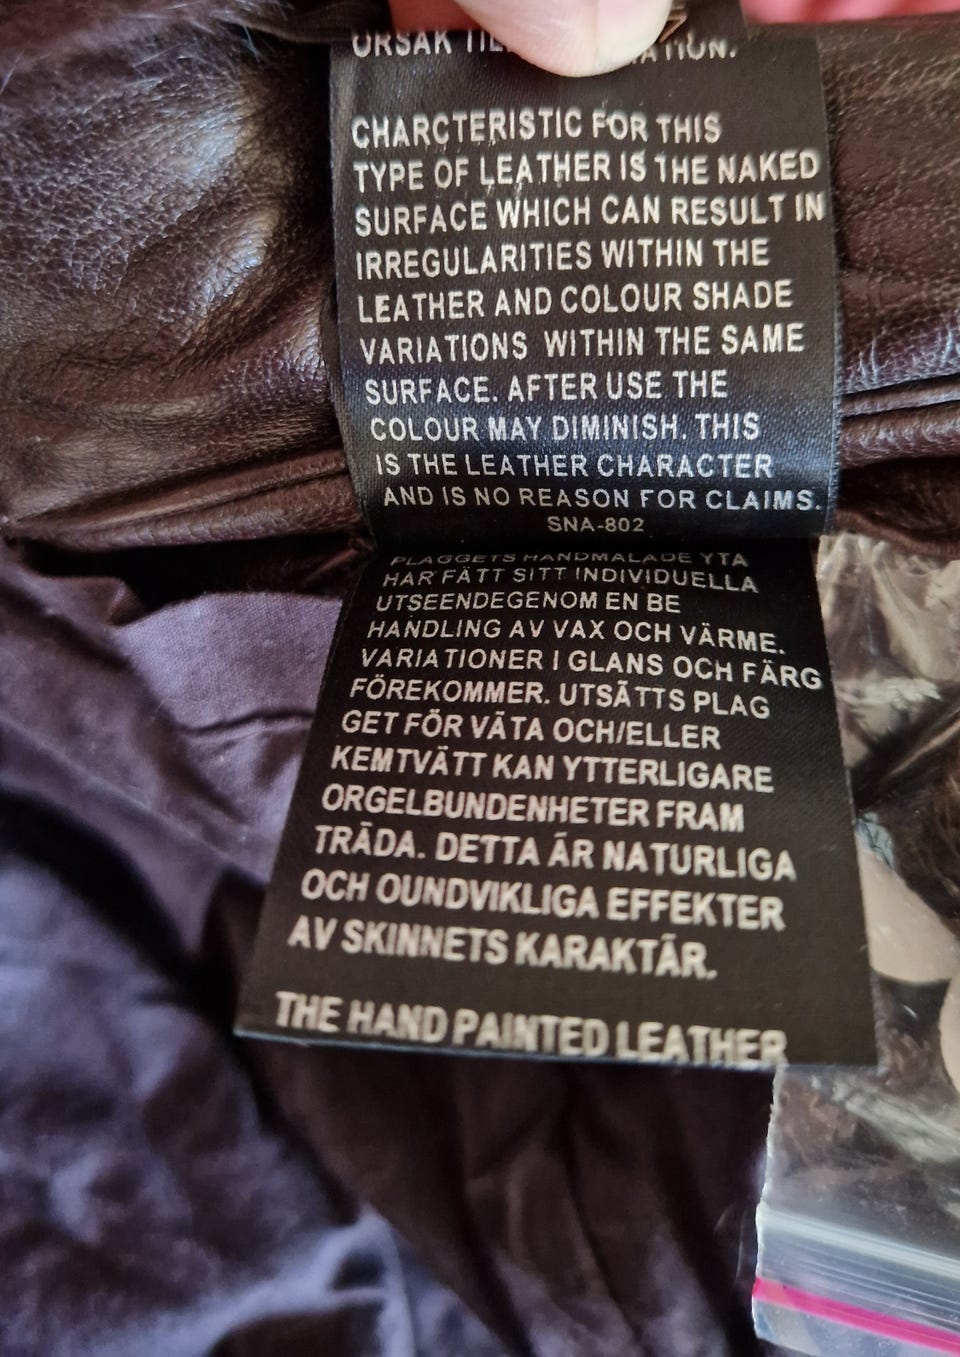 ORSAK
CHARCTERISTIC FOR THIS
TYPE OF LEATHER IS THE NAKED
SURFACE WHICH CAN RESULT IN
IRREGULARITIES WITHIN THE
LEATHER AND COLOUR SHADE
VARIATIONS WITHIN THE SAME
SURFACE. AFTER USE THE
COLOUR MAY DIMINISH. THIS
IS THE LEATHER CHARACTER
AND IS NO REASON FOR CLAIMS.
SNA-802
PLAGGETS HANDMALADE YTA
HAR FÅTT SITT INDIVIDUELLA
UTSEENDEGENOM EN BE
HANDLING AV VAX OCH VÄRME.
VARIATIONER I GLANS OCH FÄRG
FÖREKOMMER. UTSÄTTS PLAG
GET FÖR VÄTA OCH/ELLER
KEMTVÄTT KAN YTTERLIGARE
ORGELBUNDENHETER FRAM
TRÄDA. DETTA ÄR NATURLIGA
OCH OUNDVIKLIGA EFFEKTER
AV SKINNETS KARAKTÄR.
THE HAND PAINTED LEATHER